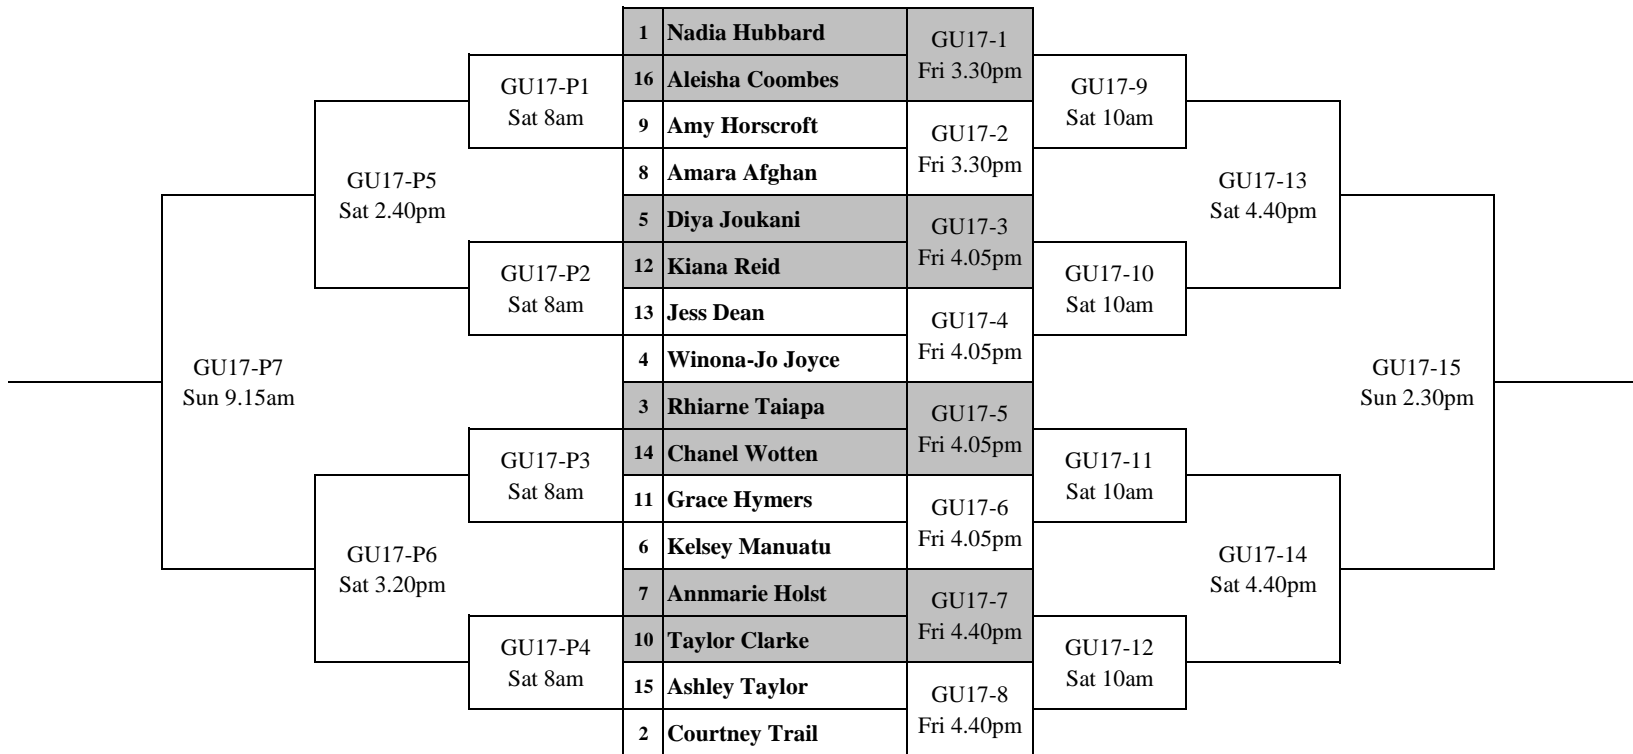 1 Nadia Hubbard
GU17-1
Fri 3.30pm
GU17-P1
Sat 8am
16 Aleisha Coombes
GU17-9
Sat 10am
9 Amy Horscroft
GU17-2
Fri 3.30pm
8 Amara Afghan
GU17-P5
Sat 2.40pm
GU17-13
Sat 4.40pm
5 Diya Joukani
GU17-3
Fri 4.05pm
GU17-P2
Sat 8am
12 Kiana Reid
GU17-10
Sat 10am
13 Jess Dean
GU17-4
Fri 4.05pm
4 Winona-Jo Joyce
GU17-P7
Sun 9.15am
GU17-15
Sun 2.30pm
3 Rhiarne Taiapa
GU17-5
Fri 4.05pm
GU17-P3
Sat 8am
14 Chanel Wotten
GU17-11
Sat 10am
11 Grace Hymers
GU17-6
Fri 4.05pm
6 Kelsey Manuatu
GU17-P6
Sat 3.20pm
GU17-14
Sat 4.40pm
7 Annmarie Holst
GU17-7
Fri 4.40pm
GU17-P4
Sat 8am
10 Taylor Clarke
GU17-12
Sat 10am
15 Ashley Taylor
GU17-8
Fri 4.40pm
2 Courtney Trail